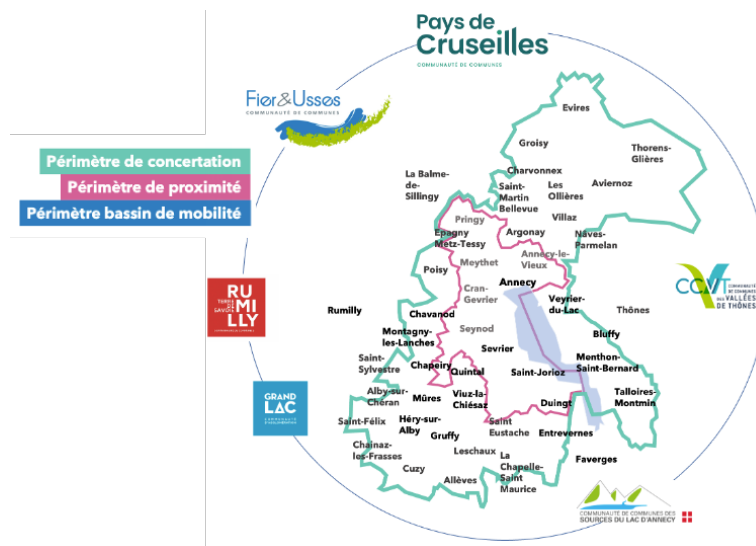 Pays de
Cruseilles
COMMUNAUTÉ DE COMMUNES
Fier&Usses
COMMUNAUTÉ DE COMMUNES
Périmètre de concertation
Périmètre de proximité
Périmètre bassin de mobilité
Evires
Groisy
Thorens-
Glières
Charvonnex
La Balme-
de-
Sillingy
Saint-
Martin
Bellevue
Les
Ollières
Aviernoz
Villaz
Pringy
Argonay
Nâves-
Parmelan
Epagny
Metz-Tessy
Meythet
Annecy-le-
Vieux
Poisy
Annecy
Cran-
Gevrier
Veyrier-
du-Lac
Thônes
CCVT
COMMUNAUTÉ
DE COMMUNES
DES VALLÉES
DE THÔNES
RU
MI
LLY
TERRE
DE SAVOIE
Rumilly
Chavanod
Seynod
Montagny-
les-Lanches
Bluffy
Sevrier
Menthon-
Saint-Bernard
Saint-
Sylvestre
Chapeiry
Quintal
Saint-Jorioz
GRAND
LAC
Alby-sur-
Chéran
Mûres
Viuz-la-
Chiésaz
Duingt
Talloires-
Montmin
Saint-Félix
Héry-sur-
Alby
Gruffy
Saint
Eustache
Entrevernes
Chainaz-
les-Frasses
Leschaux
La
Chapelle-
Saint
Maurice
Faverges
Cuzy
Allèves
COMMUNAUTÉ DE COMMUNES DES
SOURCES DU LAC D'ANNECY